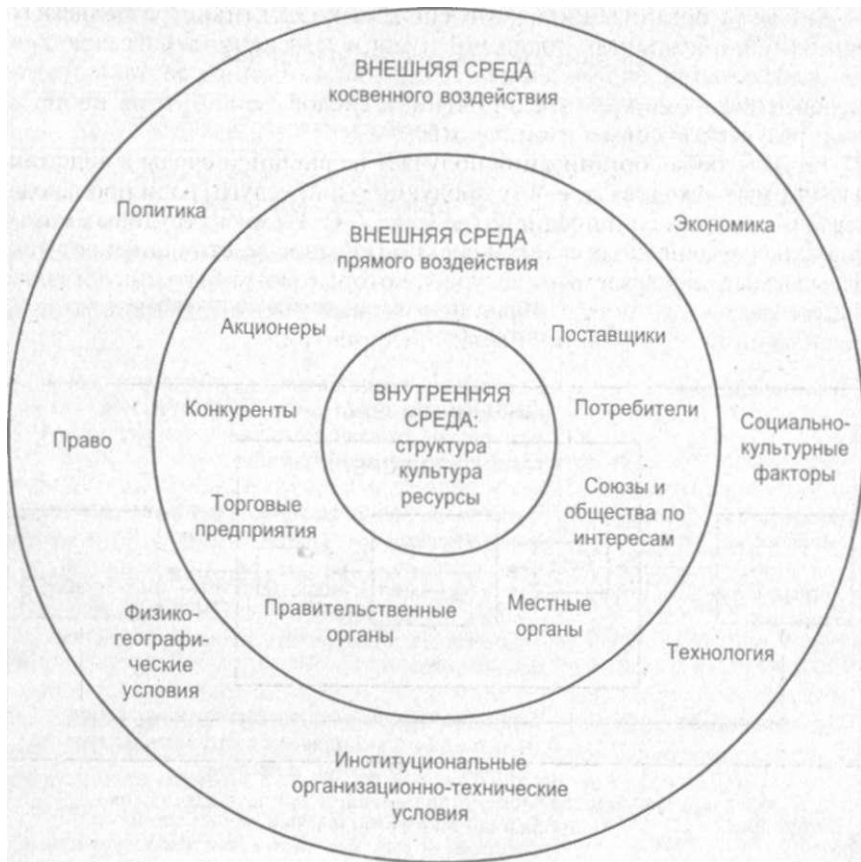 ВНЕШНЯЯ СРЕДА
косвенного воздействия
Политика
Экономика
ВНЕШНЯЯ СРЕДА
прямого воздействия
Акционеры
Поставщики
Конкуренты
ВНУТРЕННЯЯ
СРЕДА:
структура
культура
ресурсы
Потребители
Право
Социально-
культурные
факторы
Торговые
предприятия
Союзы и
общества по
интересам
Правительственные
органы
Местные
органы
Физико-
географи-
ческие
условия
Технология
Институциональные
организационно-технические
условия